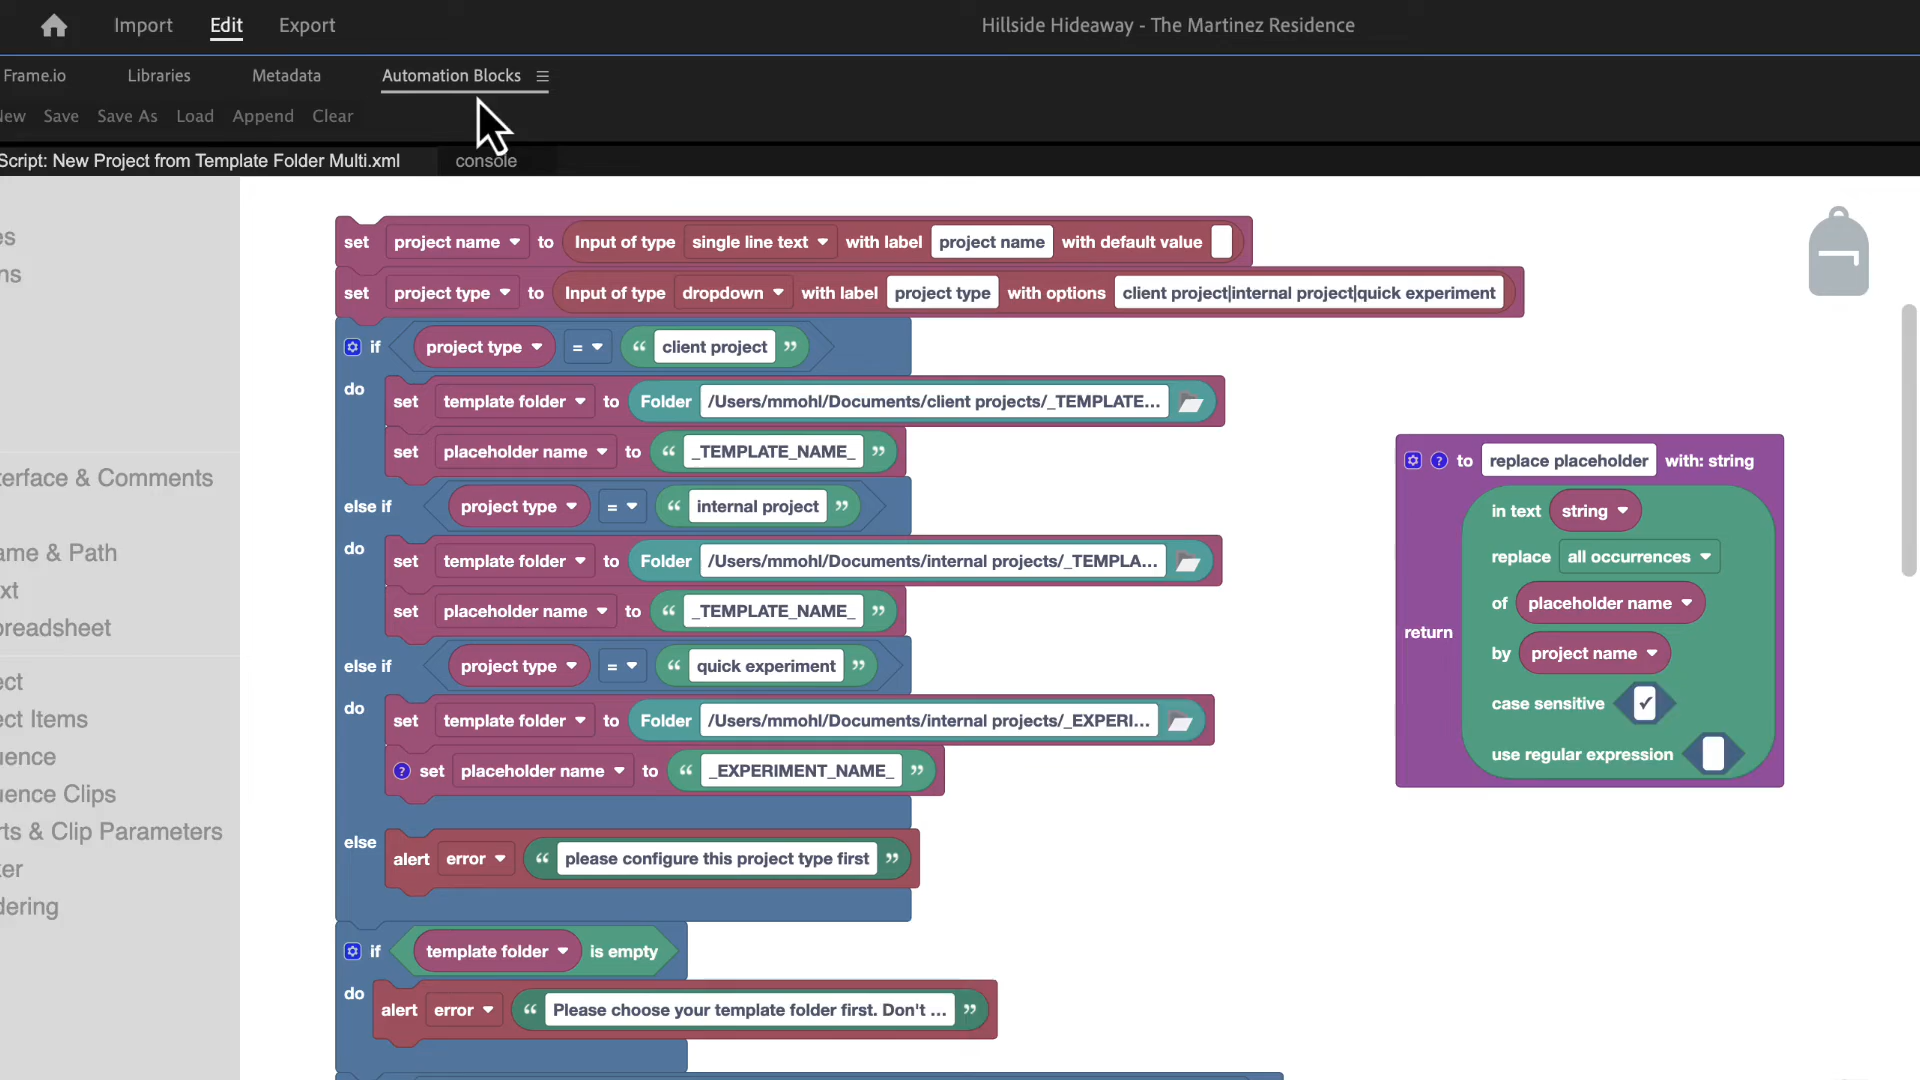 Import Edit Export Hillside Hideaway - The Martinez Residence
Frame.io Libraries Metadata Automation Blocks
New Save Save As Load Append Clear
Script: New Project from Template Folder Multi.xml console
set project name to Input of type single line text with label project name with default value
set project type to Input of type dropdown with label project type with options client project|internal project|quick experiment
if project type = “ client project ”
do set template folder to Folder /Users/mmohl/Documents/client projects/_TEMPLATE...
set placeholder name to “ _TEMPLATE_NAME_ ”
else if project type = “ internal project ”
do set template folder to Folder /Users/mmohl/Documents/internal projects/_TEMPLA...
set placeholder name to “ _TEMPLATE_NAME_ ”
else if project type = “ quick experiment ”
do set template folder to Folder /Users/mmohl/Documents/internal projects/_EXPERI...
? set placeholder name to “ _EXPERIMENT_NAME_ ”
else alert error “ please configure this project type first ”
if template folder is empty
do alert error “ Please choose your template folder first. Don't ... ”
? to replace placeholder with: string
in text string
replace all occurrences
of placeholder name
return
by project name
case sensitive ✓
use regular expression
es
ns
terface & Comments
ame & Path
xt
preadsheet
ect
ect Items
uence
uence Clips
rts & Clip Parameters
ker
dering